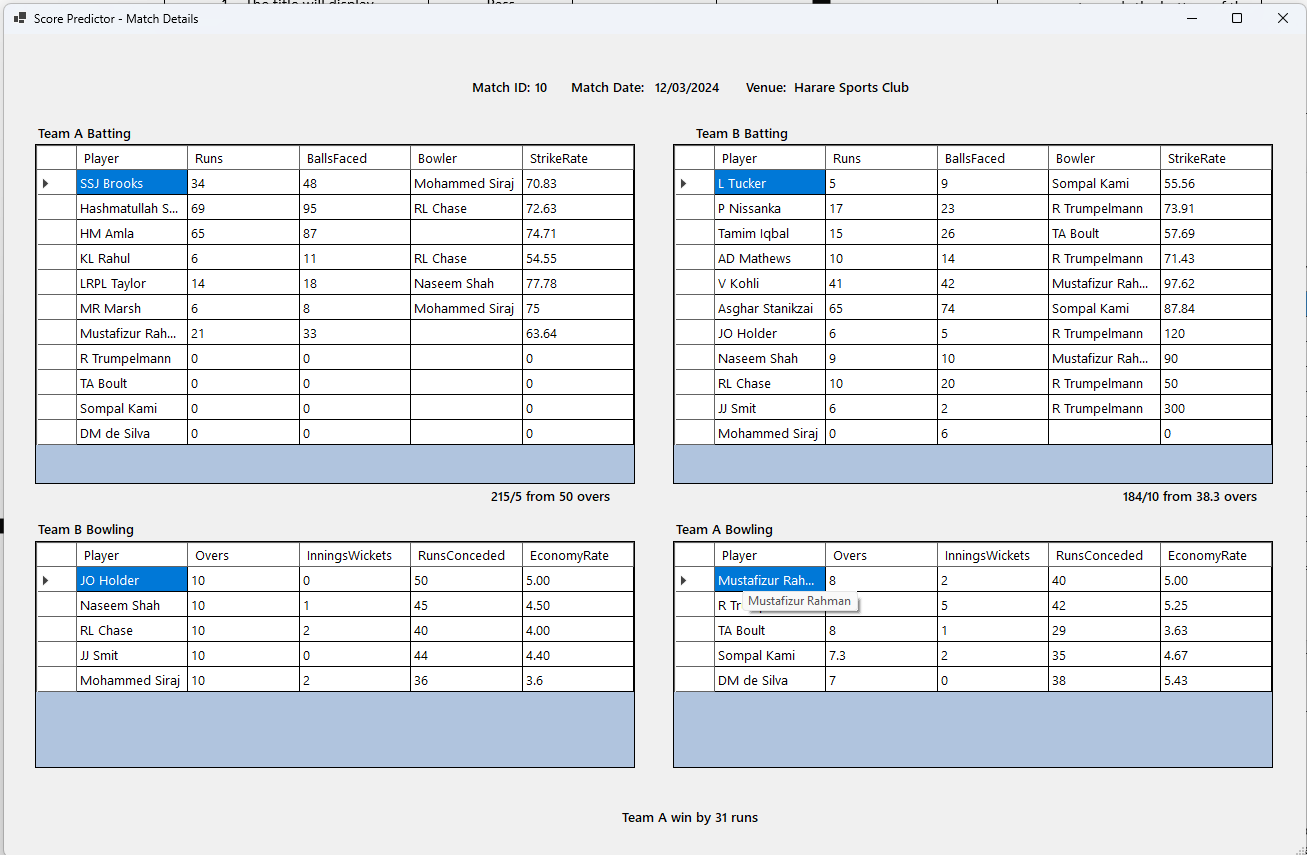 Score Predictor - Match Details
Match ID: 10 Match Date: 12/03/2024 Venue: Harare Sports Club
Team A Batting
Player Runs BallsFaced Bowler StrikeRate
SSJ Brooks 34 48 Mohammed Siraj 70.83
Hashmatullah S... 69 95 RL Chase 72.63
HM Amla 65 87 74.71
KL Rahul 6 11 RL Chase 54.55
LRPL Taylor 14 18 Naseem Shah 77.78
MR Marsh 6 8 Mohammed Siraj 75
Mustafizur Rah... 21 33 63.64
R Trumpelmann 0 0 0
TA Boult 0 0 0
Sompal Kami 0 0 0
DM de Silva 0 0 0
215/5 from 50 overs
Team B Batting
Player Runs BallsFaced Bowler StrikeRate
L Tucker 5 9 Sompal Kami 55.56
P Nissanka 17 23 R Trumpelmann 73.91
Tamim Iqbal 15 26 TA Boult 57.69
AD Mathews 10 14 R Trumpelmann 71.43
V Kohli 41 42 Mustafizur Rah... 97.62
Asghar Stanikzai 65 74 Sompal Kami 87.84
JO Holder 6 5 R Trumpelmann 120
Naseem Shah 9 10 Mustafizur Rah... 90
RL Chase 10 20 R Trumpelmann 50
JJ Smit 6 2 R Trumpelmann 300
Mohammed Siraj 0 6 0
184/10 from 38.3 overs
Team B Bowling
Player Overs InningsWickets RunsConceded EconomyRate
JO Holder 10 0 50 5.00
Naseem Shah 10 1 45 4.50
RL Chase 10 2 40 4.00
JJ Smit 10 0 44 4.40
Mohammed Siraj 10 2 36 3.6
Team A Bowling
Player Overs InningsWickets RunsConceded EconomyRate
Mustafizur Rah... 8 2 40 5.00
Mustafizur Rahman
R Tr 5 42 5.25
TA Boult 8 1 29 3.63
Sompal Kami 7.3 2 35 4.67
DM de Silva 7 0 38 5.43
Team A win by 31 runs